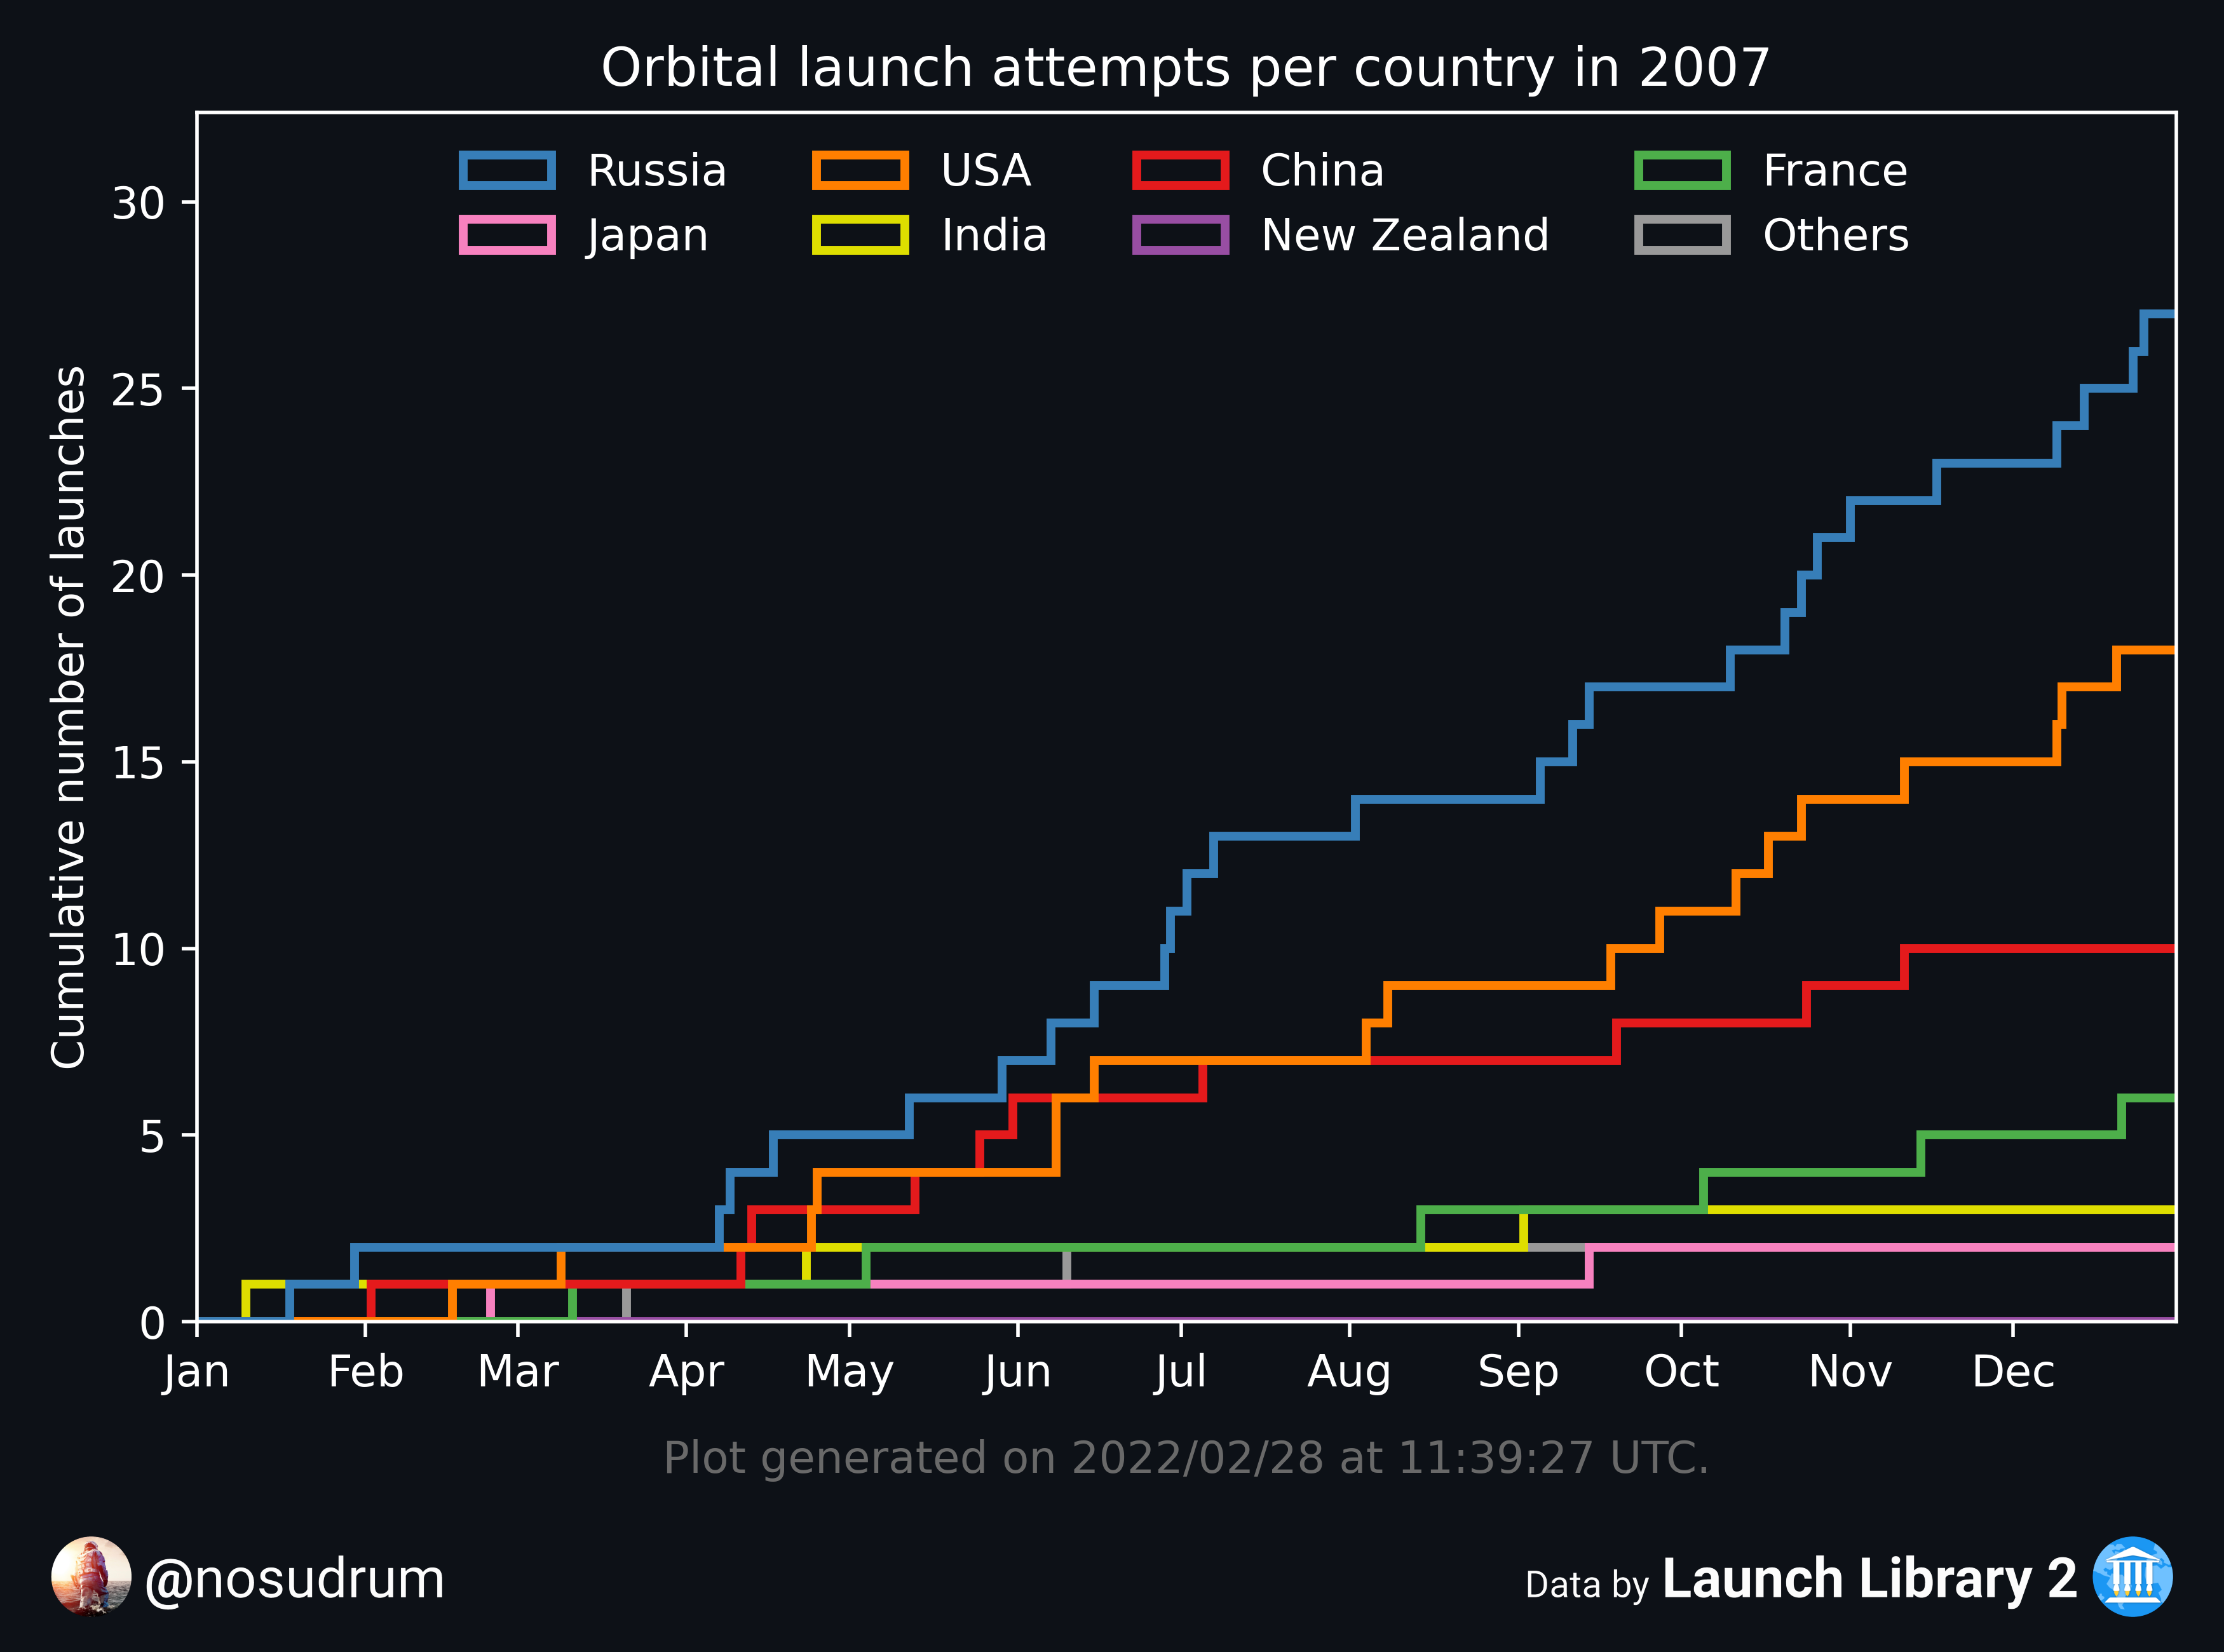 Orbital launch attempts per country in 2007
Russia USA China France
Japan India New Zealand Others
Cumulative number of launches
30
25
20
15
10
5
0
Jan Feb Mar Apr May Jun Jul Aug Sep Oct Nov Dec
Plot generated on 2022/02/28 at 11:39:27 UTC.
@nosudrum
Data by Launch Library 2